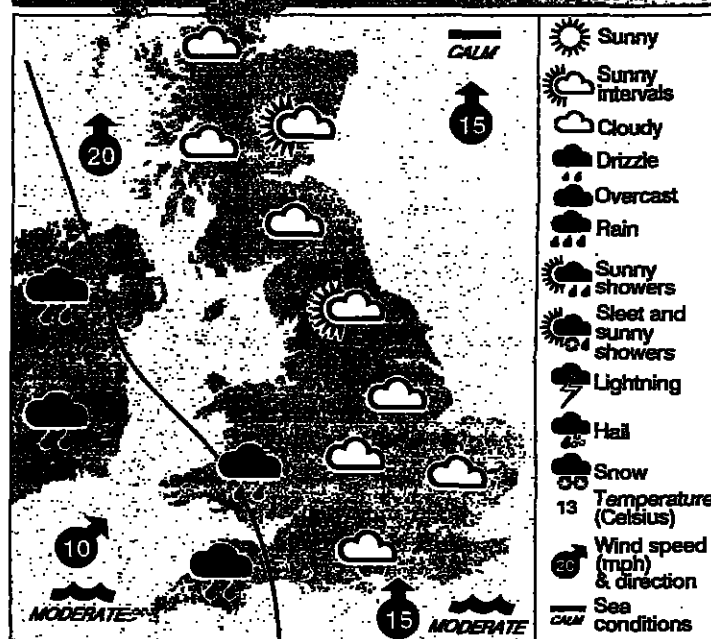 CALM
15
20
10
MODERATE
15
MODERATE
Sunny
Sunny
intervals
Cloudy
Drizzle
Overcast
Rain
Sunny
showers
Sleet and
sunny
showers
Lightning
Hail
Snow
13 Temperature
(Celsius)
20 Wind speed
(mph)
& direction
CALM Sea
conditions